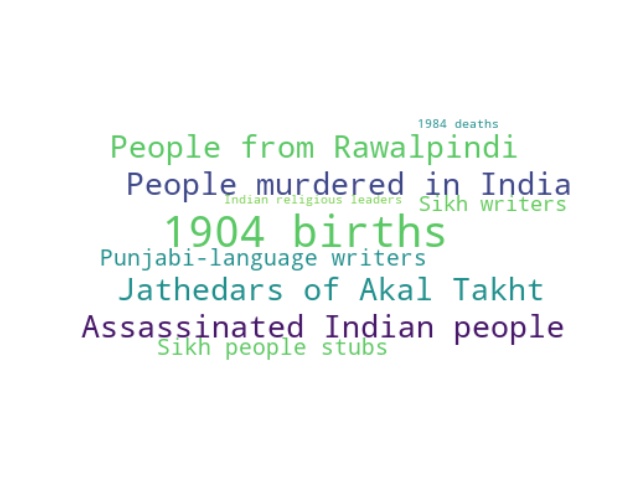 1984 deaths
People from Rawalpindi
People murdered in India
Indian religious leaders
Sikh writers
1904 births
Punjabi-language writers
Jathedars of Akal Takht
Assassinated Indian people
Sikh people stubs